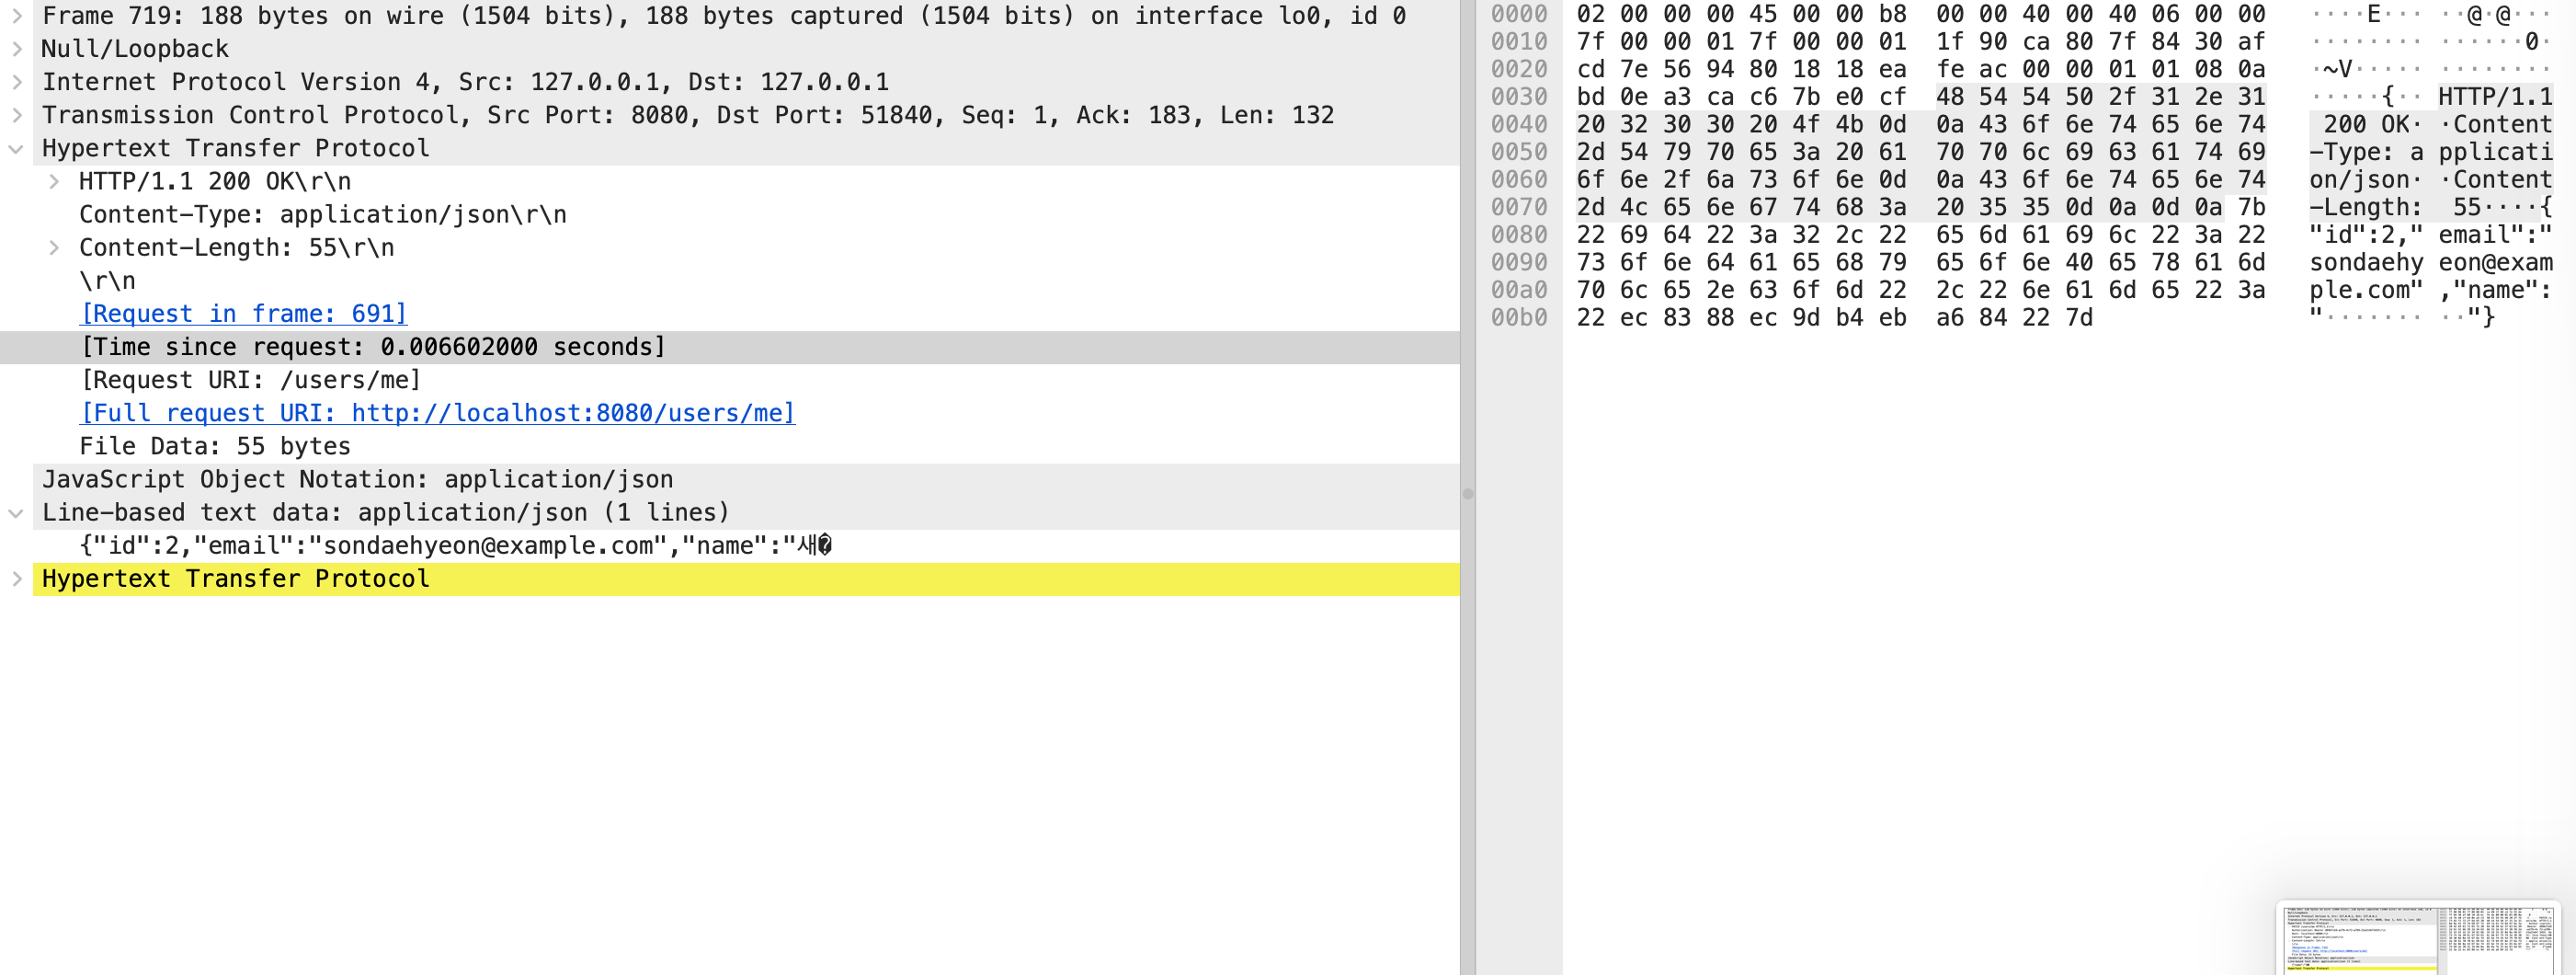 Frame 719: 188 bytes on wire (1504 bits), 188 bytes captured (1504 bits) on interface lo0, id 0
Null/Loopback
Internet Protocol Version 4, Src: 127.0.0.1, Dst: 127.0.0.1
Transmission Control Protocol, Src Port: 8080, Dst Port: 51840, Seq: 1, Ack: 183, Len: 132
Hypertext Transfer Protocol
HTTP/1.1 200 OK\r\n
Content-Type: application/json\r\n
Content-Length: 55\r\n
\r\n
[Request in frame: 691]
[Time since request: 0.006602000 seconds]
[Request URI: /users/me]
[Full request URI: http://localhost:8080/users/me]
File Data: 55 bytes
JavaScript Object Notation: application/json
Line-based text data: application/json (1 lines)
{"id":2,"email":"sondaehyeon@example.com","name":"새�
Hypertext Transfer Protocol
0000 02 00 00 00 45 00 00 b8 00 00 40 00 40 06 00 00 ····E··· ··@·@···
0010 7f 00 00 01 7f 00 00 01 1f 90 ca 80 7f 84 30 af ········ ······0·
0020 cd 7e 56 94 80 18 18 ea fe ac 00 00 01 01 08 0a ·~V····· ········
0030 bd 0e a3 ca c6 7b e0 cf 48 54 54 50 2f 31 2e 31 ·····{·· HTTP/1.1
0040 20 32 30 30 20 4f 4b 0d 0a 43 6f 6e 74 65 6e 74  200 OK· ·Content
0050 2d 54 79 70 65 3a 20 61 70 70 6c 69 63 61 74 69 -Type: a pplicati
0060 6f 6e 2f 6a 73 6f 6e 0d 0a 43 6f 6e 74 65 6e 74 on/json· ·Content
0070 2d 4c 65 6e 67 74 68 3a 20 35 35 0d 0a 0d 0a 7b -Length:  55····{
0080 22 69 64 22 3a 32 2c 22 65 6d 61 69 6c 22 3a 22 "id":2," email":"
0090 73 6f 6e 64 61 65 68 79 65 6f 6e 40 65 78 61 6d sondaehy eon@exam
00a0 70 6c 65 2e 63 6f 6d 22 2c 22 6e 61 6d 65 22 3a ple.com" ,"name":
00b0 22 ec 83 88 ec 9d b4 eb a6 84 22 7d "······· ··"}